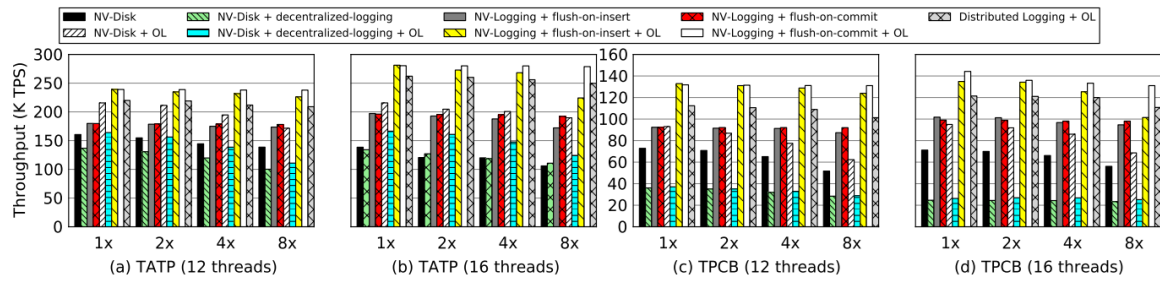 NV-Disk NV-Disk + decentralized-logging NV-Logging + flush-on-insert NV-Logging + flush-on-commit Distributed Logging + OL
NV-Disk + OL NV-Disk + decentralized-logging + OL NV-Logging + flush-on-insert + OL NV-Logging + flush-on-commit + OL
Throughput (K TPS)
300
250
200
150
100
50
0
1x 2x 4x 8x
(a) TATP (12 threads)
1x 2x 4x 8x
(b) TATP (16 threads)
160
140
120
100
80
60
40
20
0
1x 2x 4x 8x
(c) TPCB (12 threads)
1x 2x 4x 8x
(d) TPCB (16 threads)